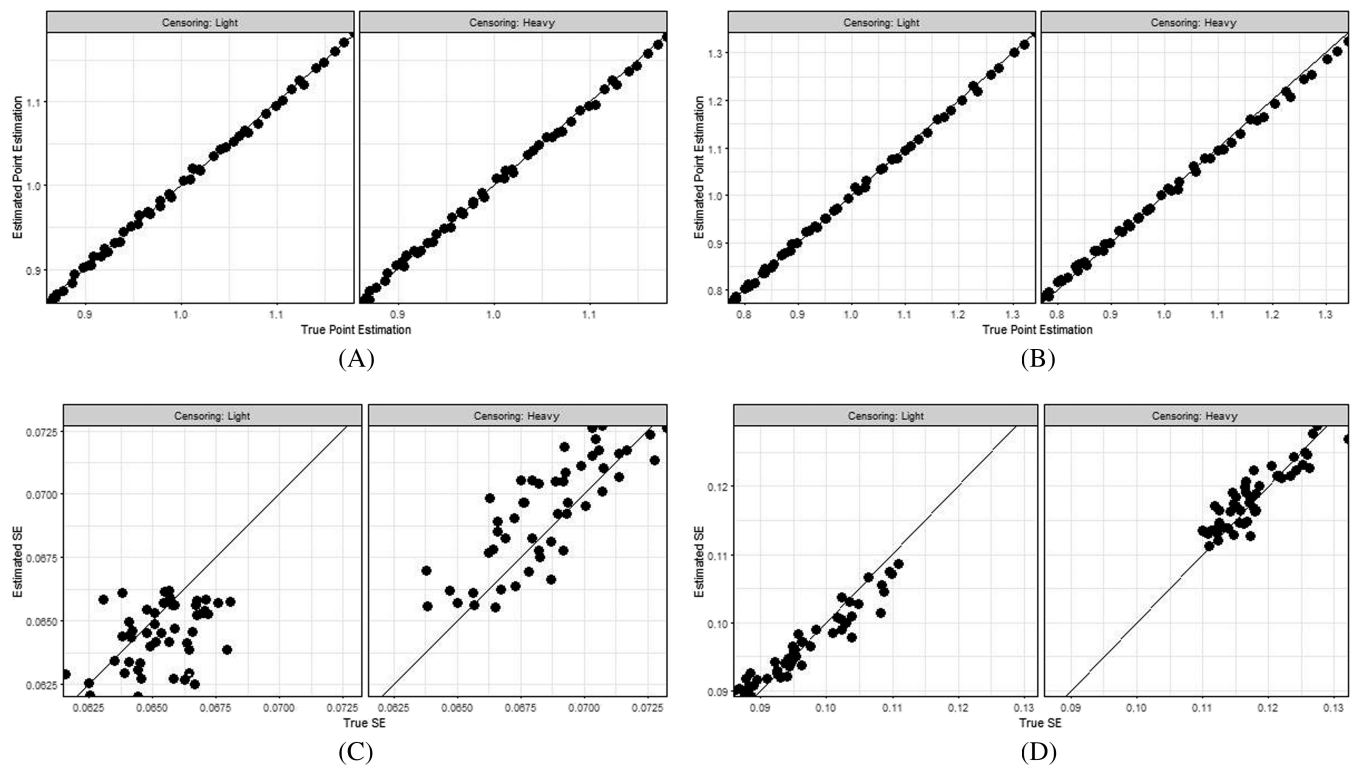 Censoring: Light
Censoring: Heavy
Estimated Point Estimation
1.1
1.0
0.9
0.9 1.0 1.1
0.9 1.0 1.1
True Point Estimation
(A)
Censoring: Light
Censoring: Heavy
Estimated Point Estimation
1.3
1.2
1.1
1.0
0.9
0.8
0.8 0.9 1.0 1.1 1.2 1.3
0.8 0.9 1.0 1.1 1.2 1.3
True Point Estimation
(B)
Censoring: Light
Censoring: Heavy
Estimated SE
0.0725
0.0700
0.0675
0.0650
0.0625
0.0625 0.0650 0.0675 0.0700 0.0725
0.0625 0.0650 0.0675 0.0700 0.0725
True SE
(C)
Censoring: Light
Censoring: Heavy
Estimated SE
0.12
0.11
0.10
0.09
0.09 0.10 0.11 0.12 0.13
0.09 0.10 0.11 0.12 0.13
True SE
(D)